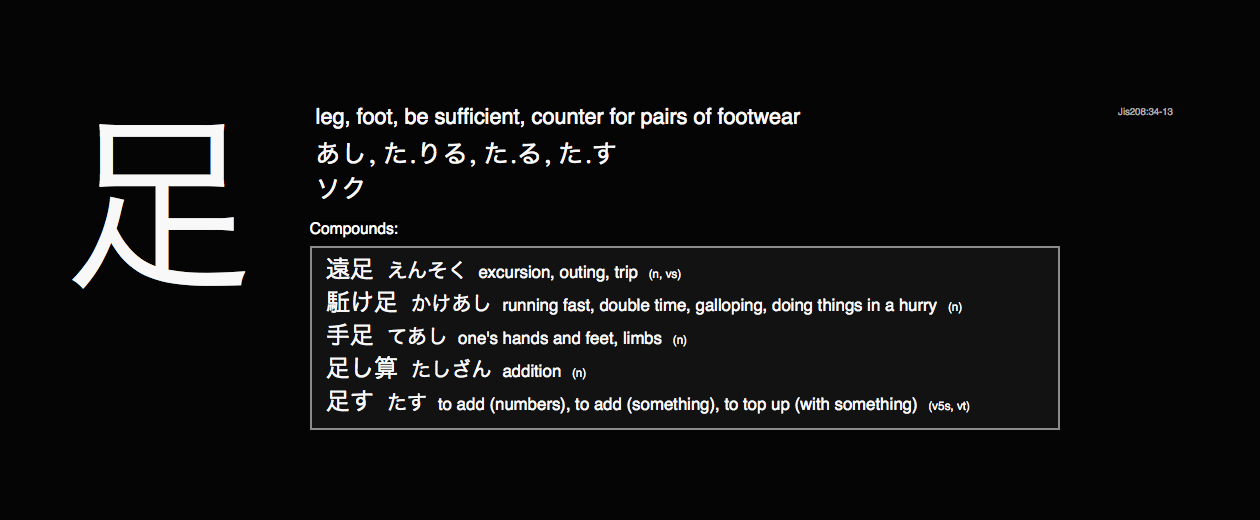 足
leg, foot, be sufficient, counter for pairs of footwear
Jis208:34-13
あし, た.りる, た.る, た.す
ソク
Compounds:
遠足 えんそく excursion, outing, trip (n, vs)
駈け足 かけあし running fast, double time, galloping, doing things in a hurry (n)
手足 てあし one's hands and feet, limbs (n)
足し算 たしざん addition (n)
足す たす to add (numbers), to add (something), to top up (with something) (v5s, vt)